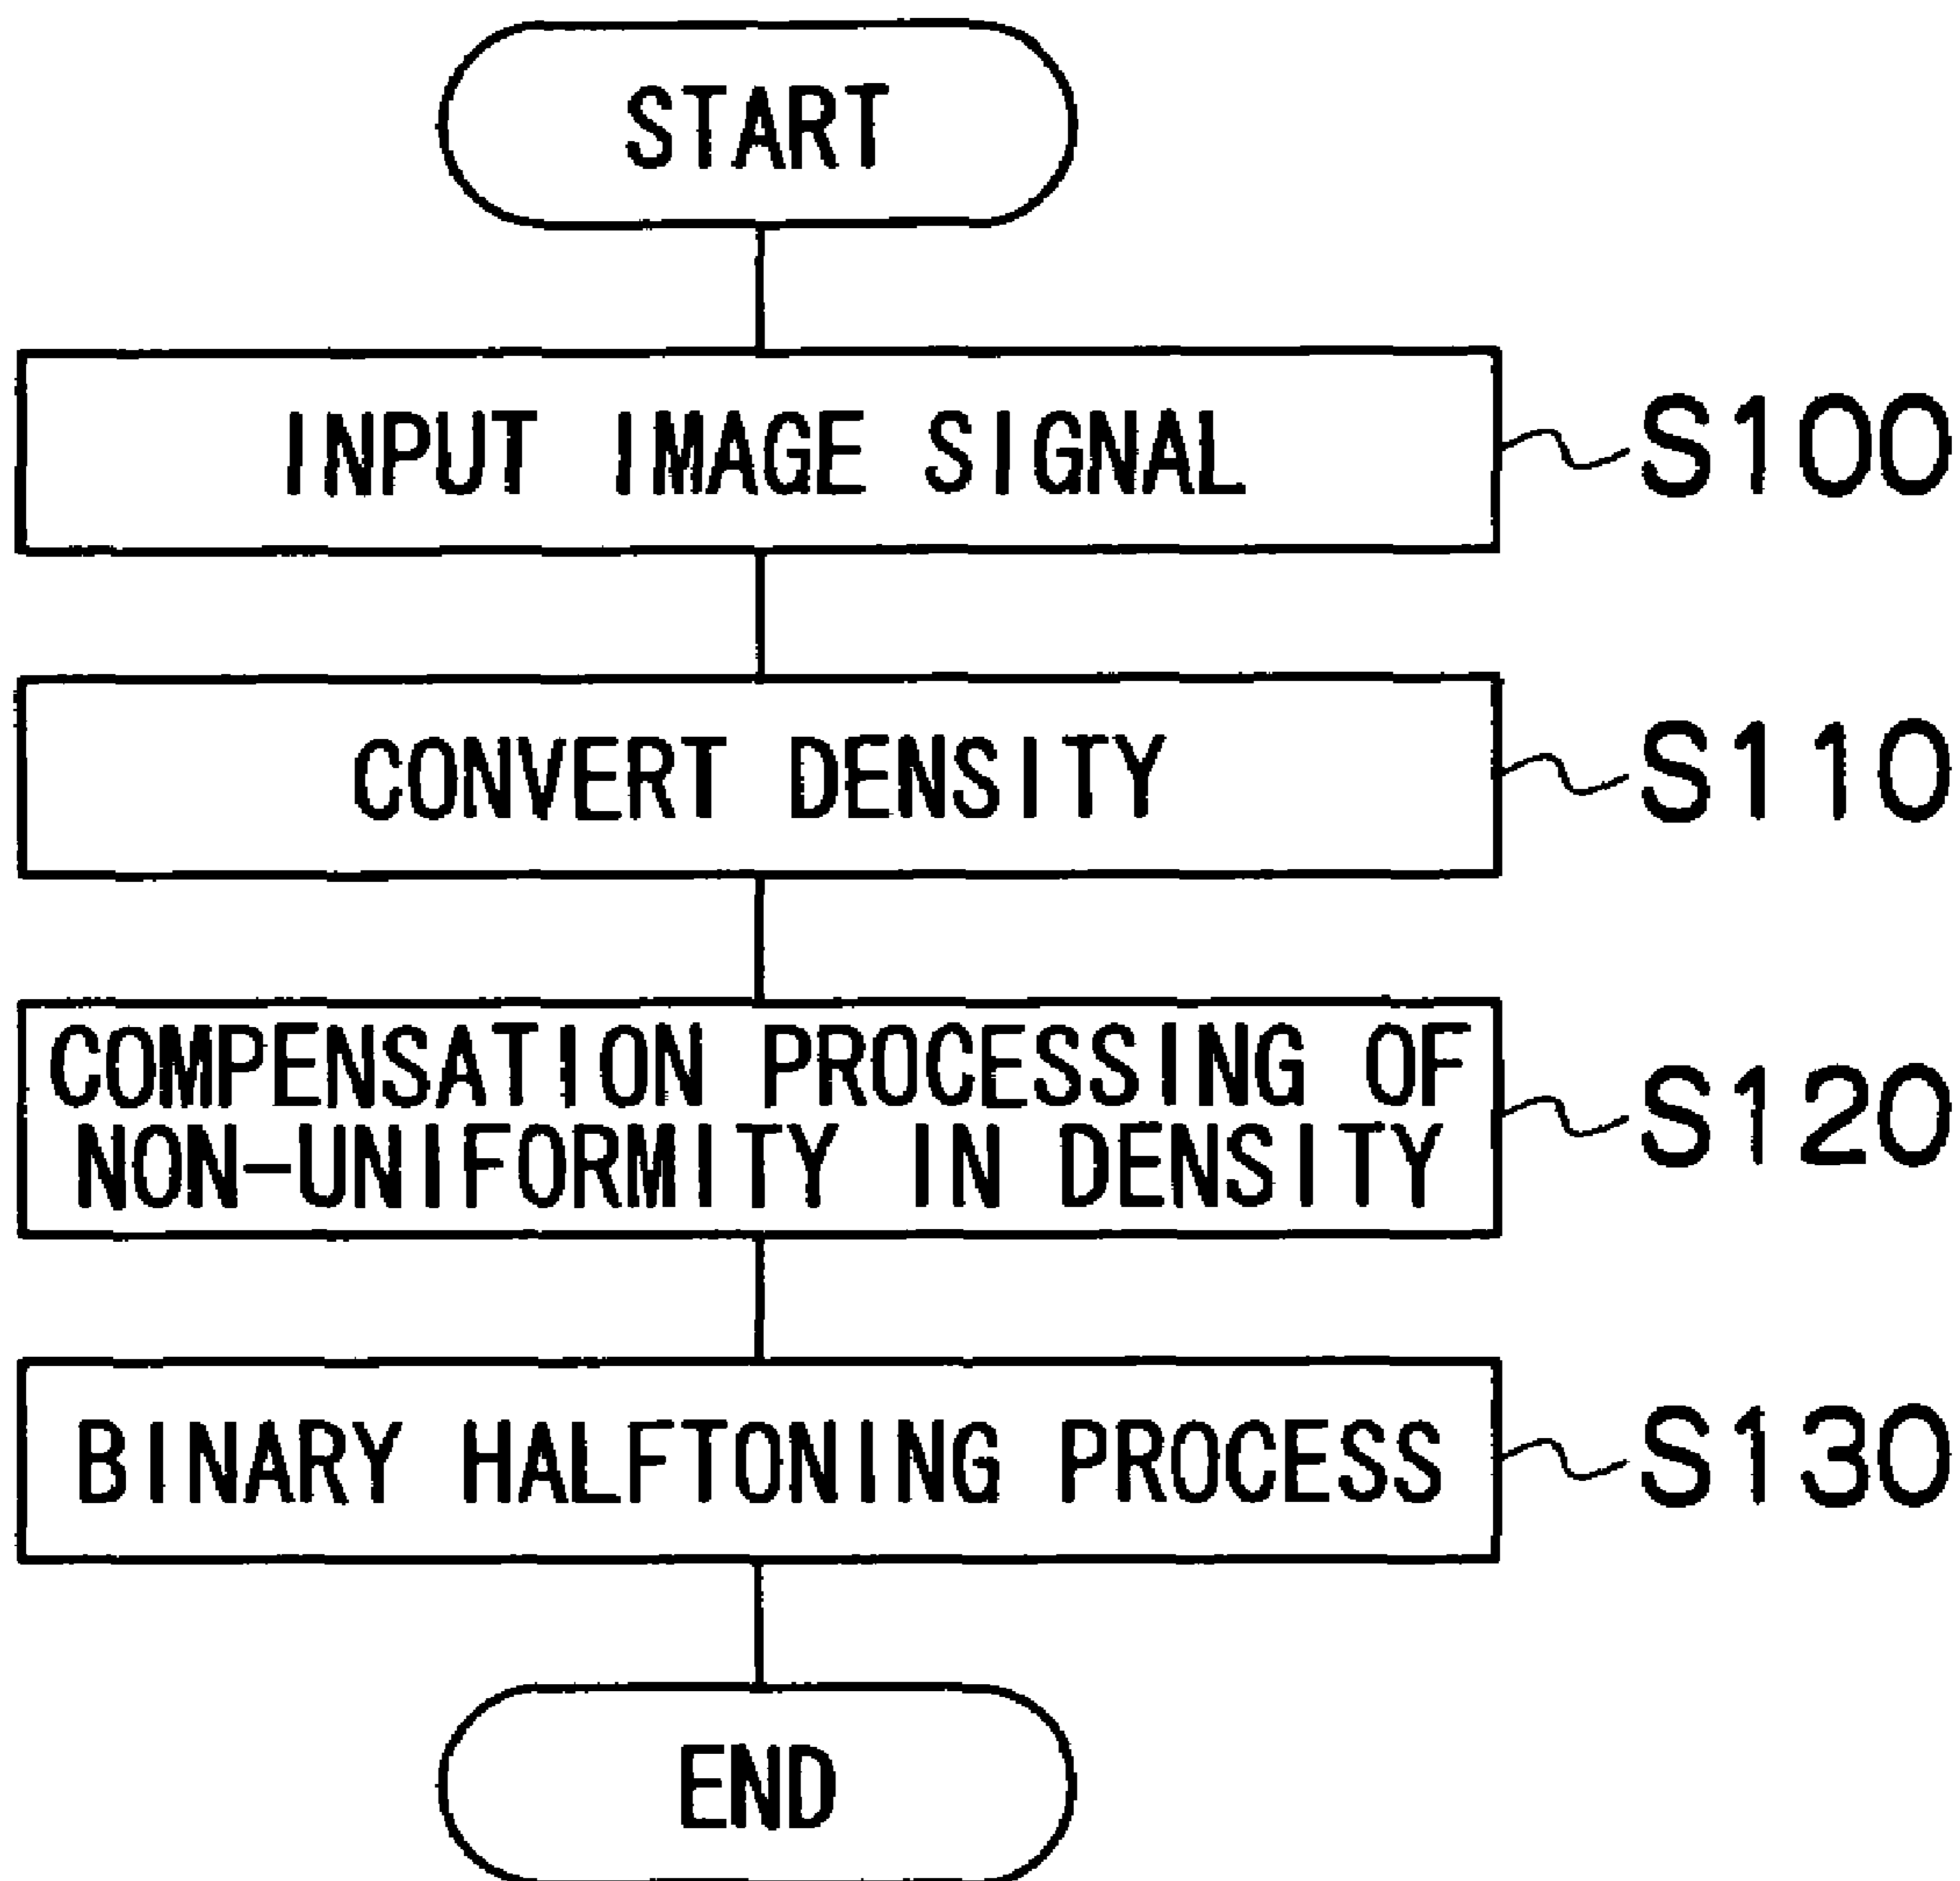 START
INPUT IMAGE SIGNAL S100
CONVERT DENSITY S110
COMPENSATION PROCESSING OF
NON-UNIFORMITY IN DENSITY S120
BINARY HALFTONING PROCESS S130
END